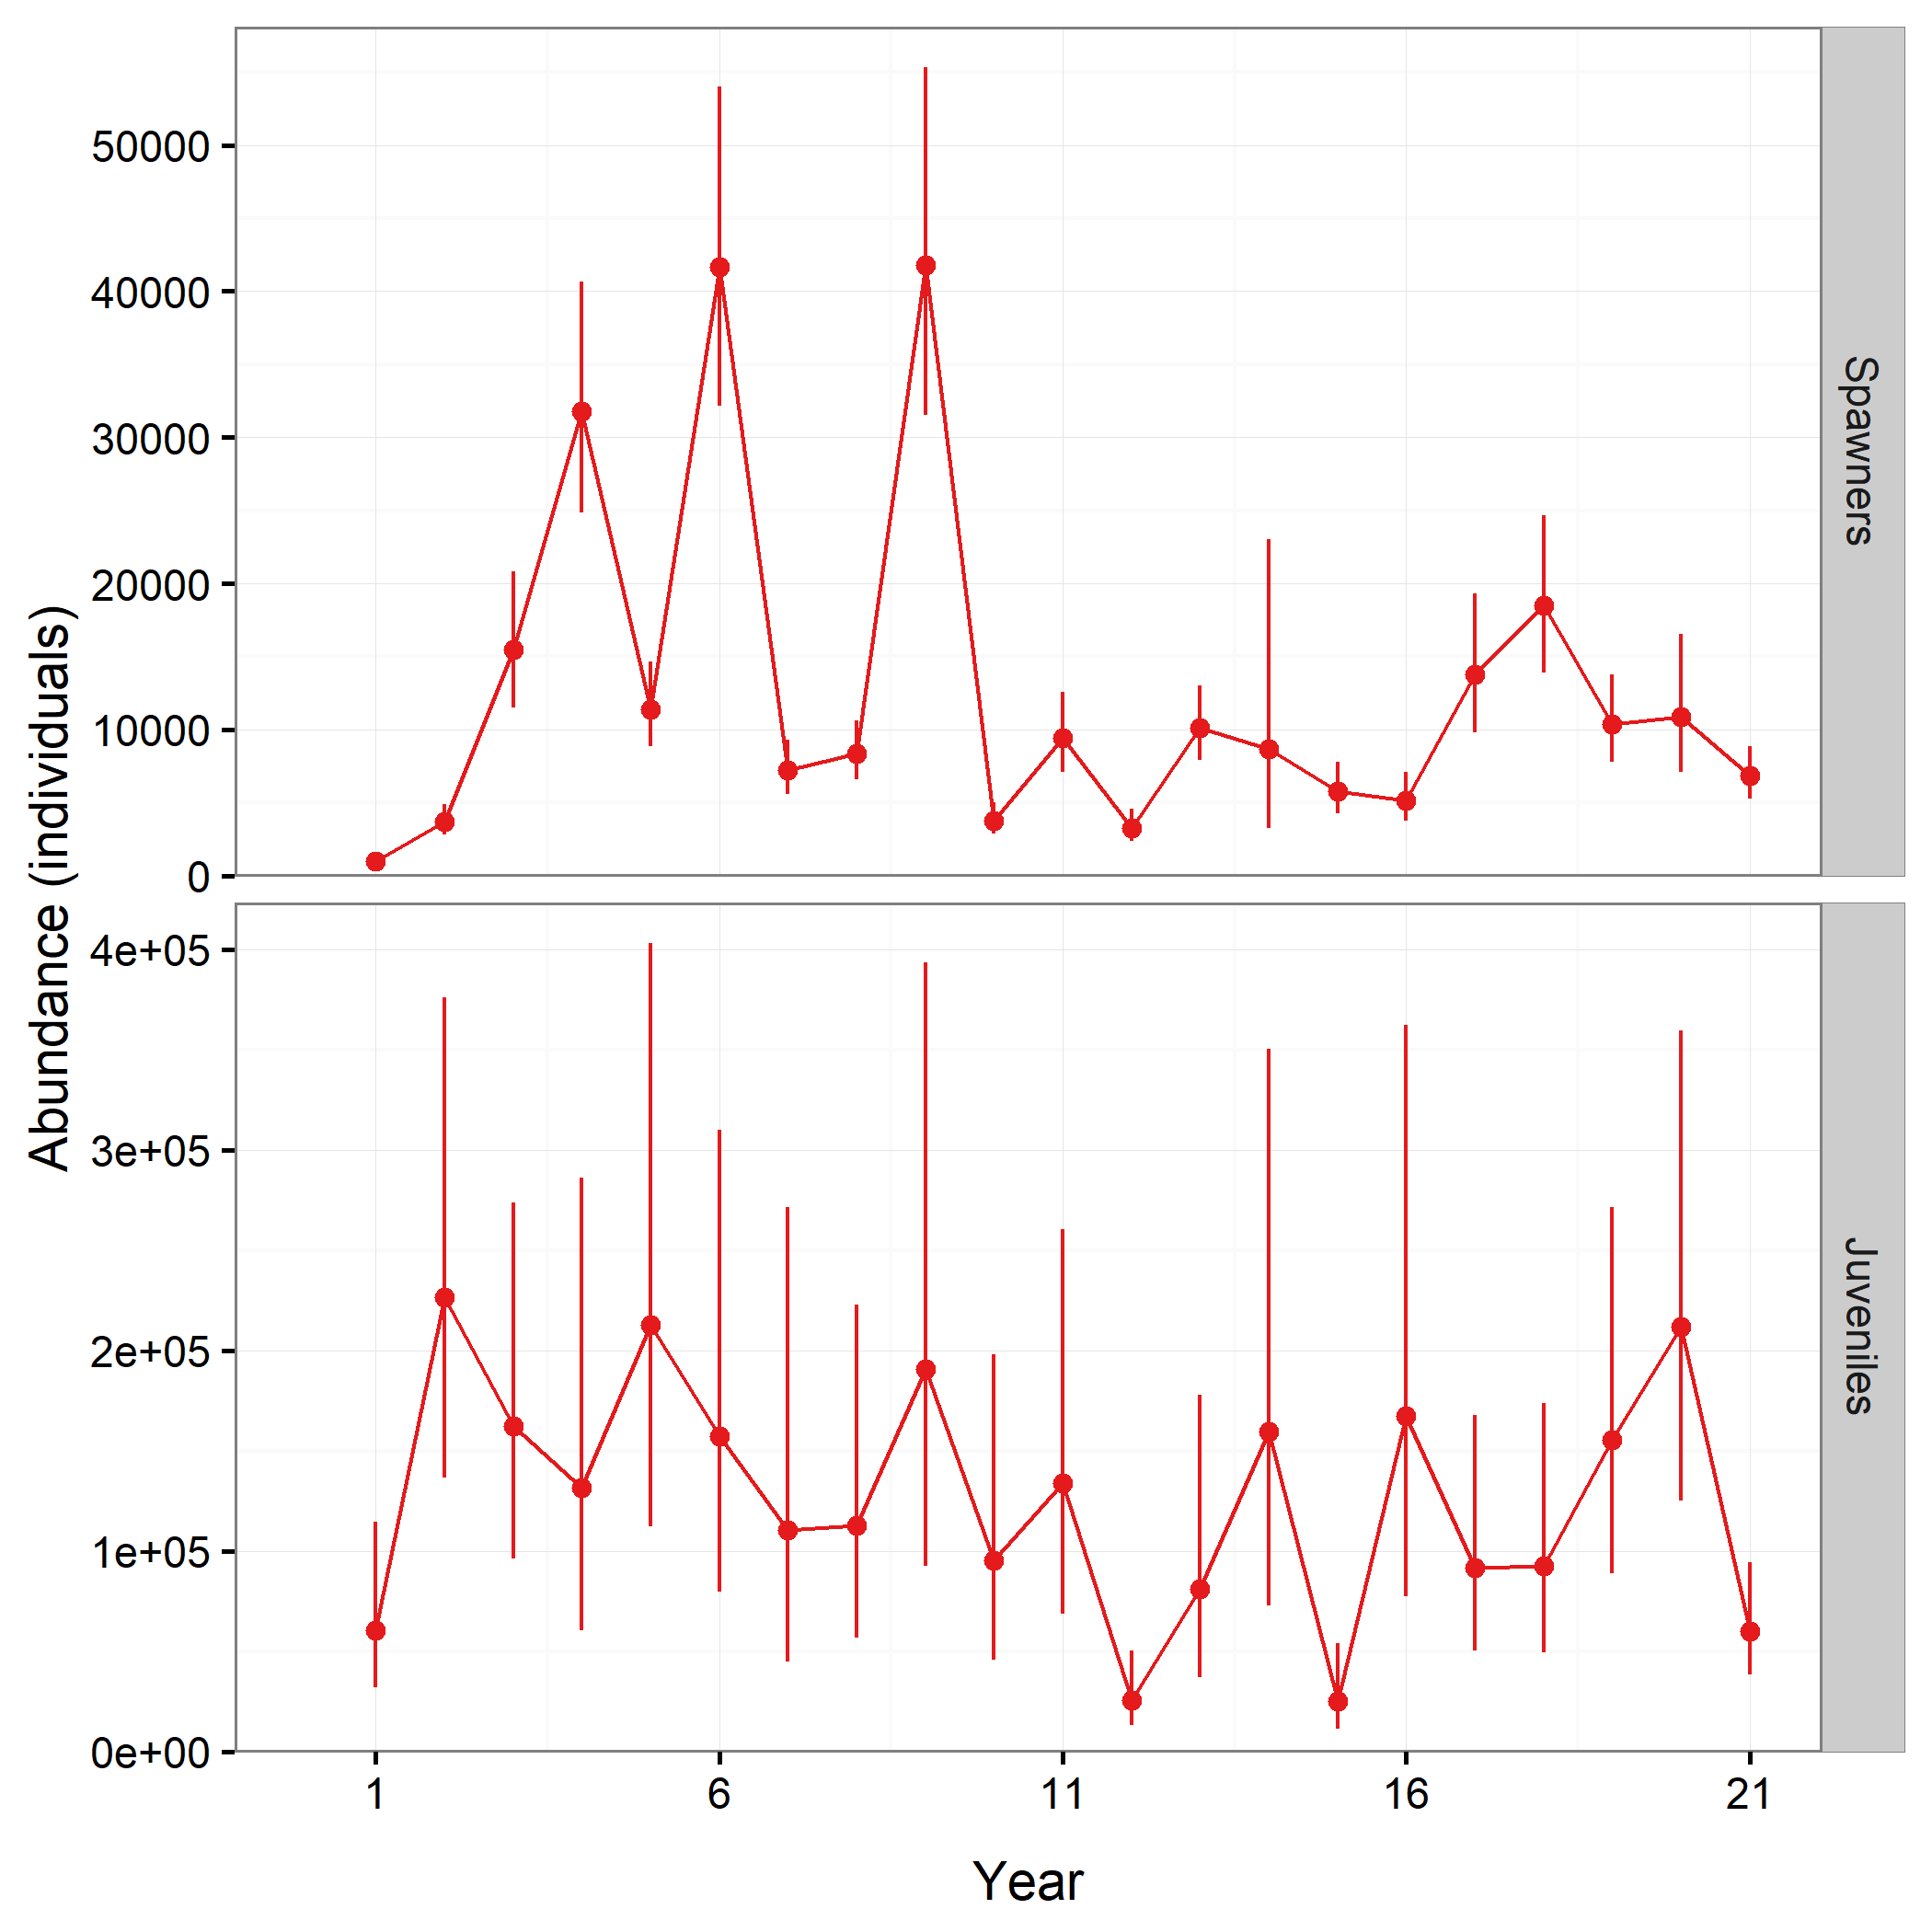 Abundance (individuals)
50000
40000
30000
20000
10000
0
Spawners
4e+05
3e+05
2e+05
1e+05
0e+00
Juveniles
1
6
11
16
21
Year